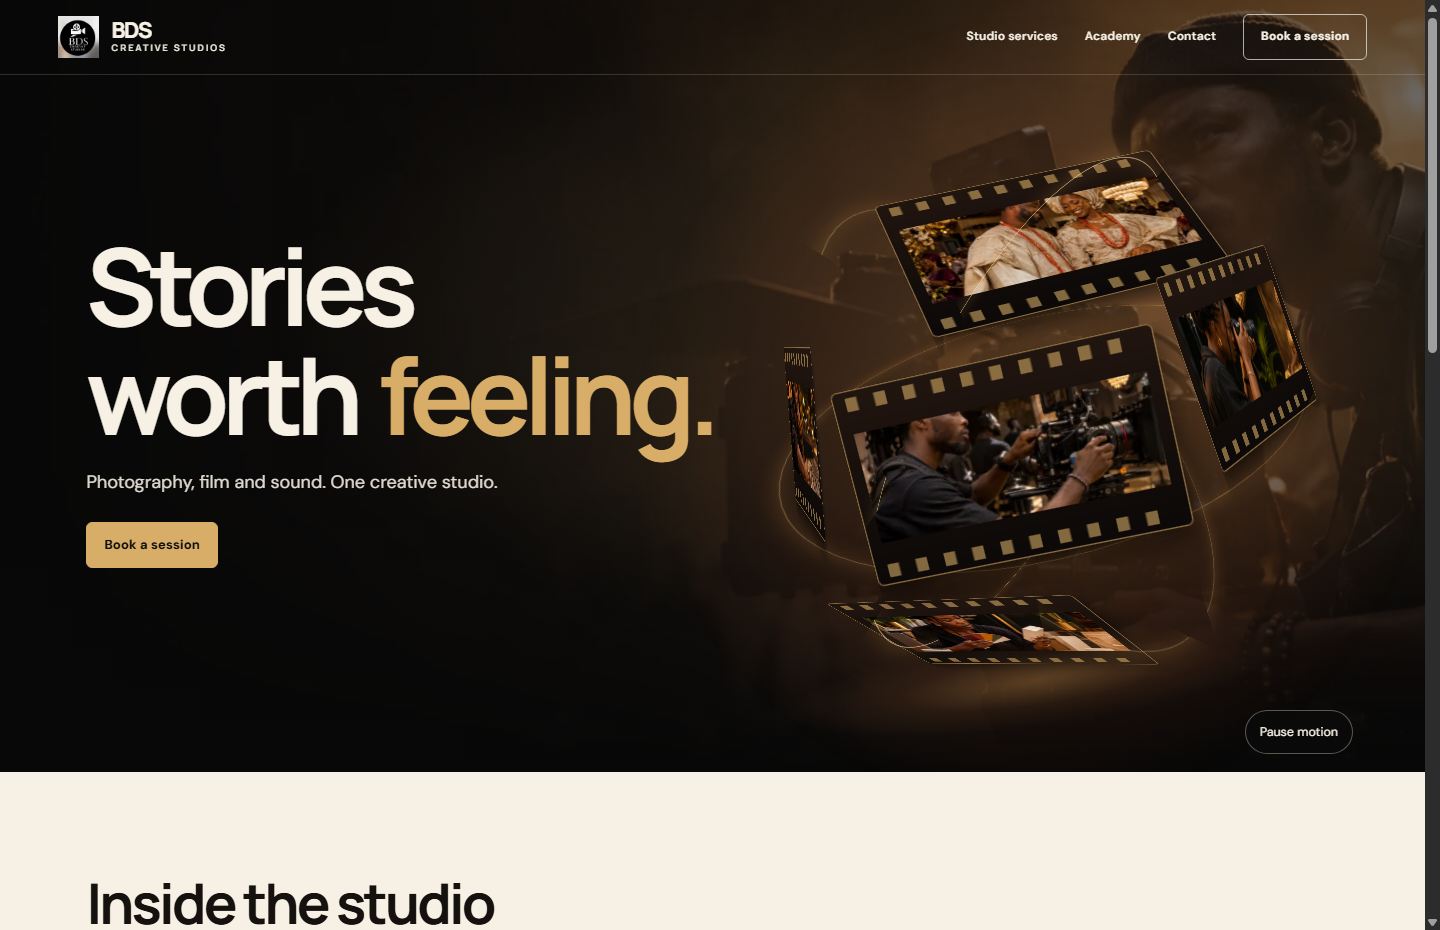 BDS
CREATIVE STUDIOS
Studio services
Academy
Contact
Book a session
Stories
worth feeling.
Photography, film and sound. One creative studio.
Book a session
Pause motion
Inside the studio